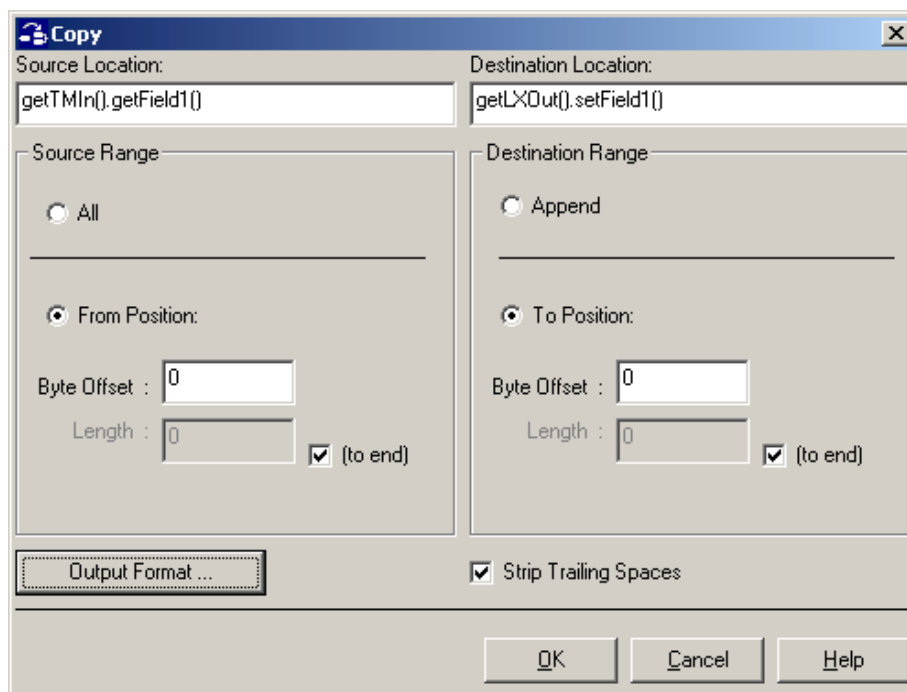 Copy
Source Location:
Destination Location:
getTMIn().getField1()
getLXOut().setField1()
Source Range
Destination Range
All
Append
From Position:
To Position:
Byte Offset :
0
Byte Offset :
0
Length :
0
(to end)
Length :
0
(to end)
Output Format ...
Strip Trailing Spaces
OK
Cancel
Help